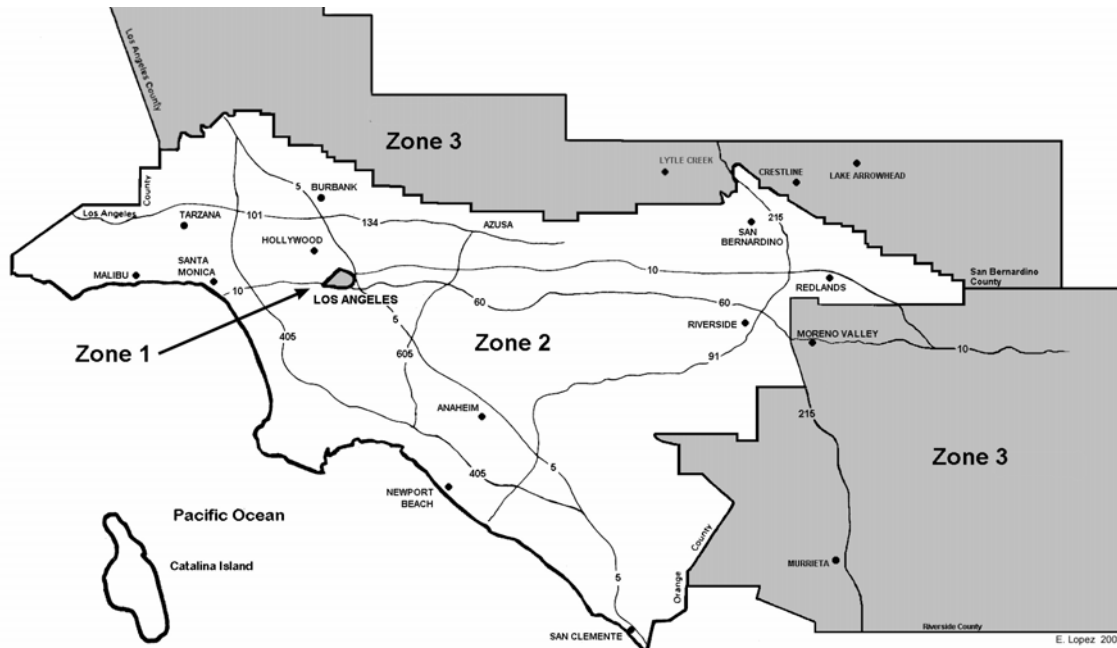 Los Angeles County
Zone 3
LYTLE CREEK
CRESTLINE
LAKE ARROWHEAD
County
Los Angeles
5
BURBANK
TARZANA
101
134
AZUSA
215
SAN
BERNARDINO
HOLLYWOOD
MALIBU
SANTA
MONICA
10
LOS ANGELES
10
60
60
REDLANDS
San Bernardino
County
Zone 1
405
5
605
Zone 2
RIVERSIDE
91
MORENO VALLEY
10
ANAHEIM
215
Zone 3
405
5
NEWPORT
BEACH
Pacific Ocean
Catalina Island
County
Orange
MURRIETA
5
SAN CLEMENTE
Riverside County
E. Lopez 200